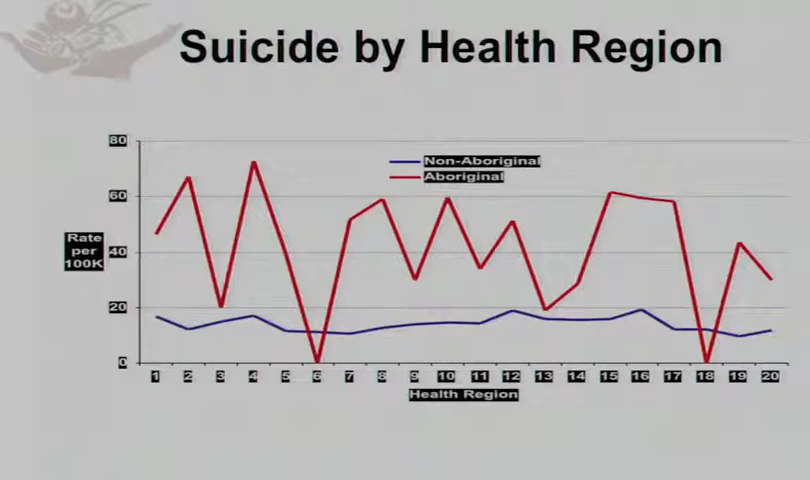 Suicide by Health Region
80
Non-Aboriginal
Aboriginal
60
Rate
per
100K
40
20
0
1 2 3 4 5 6 7 8 9 10 11 12 13 14 15 16 17 18 19 20
Health Region